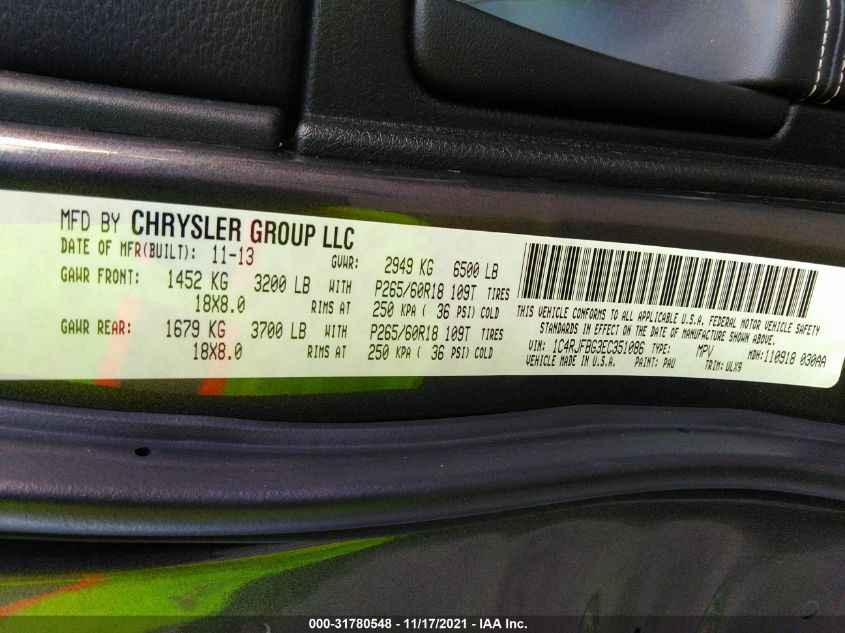 MFD BY CHRYSLER GROUP LLC
DATE OF MFR(BUILT): 11-13 GVWR: 2949 KG 6500 LB
GAWR FRONT: 1452 KG 3200 LB WITH P265/60R18 109T TIRES
18X8.0 RIMS AT 250 KPA ( 36 PSI) COLD
GAWR REAR: 1679 KG 3700 LB WITH P265/60R18 109T TIRES
18X8.0 RIMS AT 250 KPA ( 36 PSI) COLD
THIS VEHICLE CONFORMS TO ALL APPLICABLE U.S.A. FEDERAL MOTOR VEHICLE SAFETY
STANDARDS IN EFFECT ON THE DATE OF MANUFACTURE SHOWN ABOVE.
VIN: 1C4RJFBG3EC351086 TYPE: MPV MDH: 110918 030AA
VEHICLE MADE IN U.S.A. PAINT: PAU TRIM: ULX9
000-31780548 - 11/17/2021 - IAA Inc.